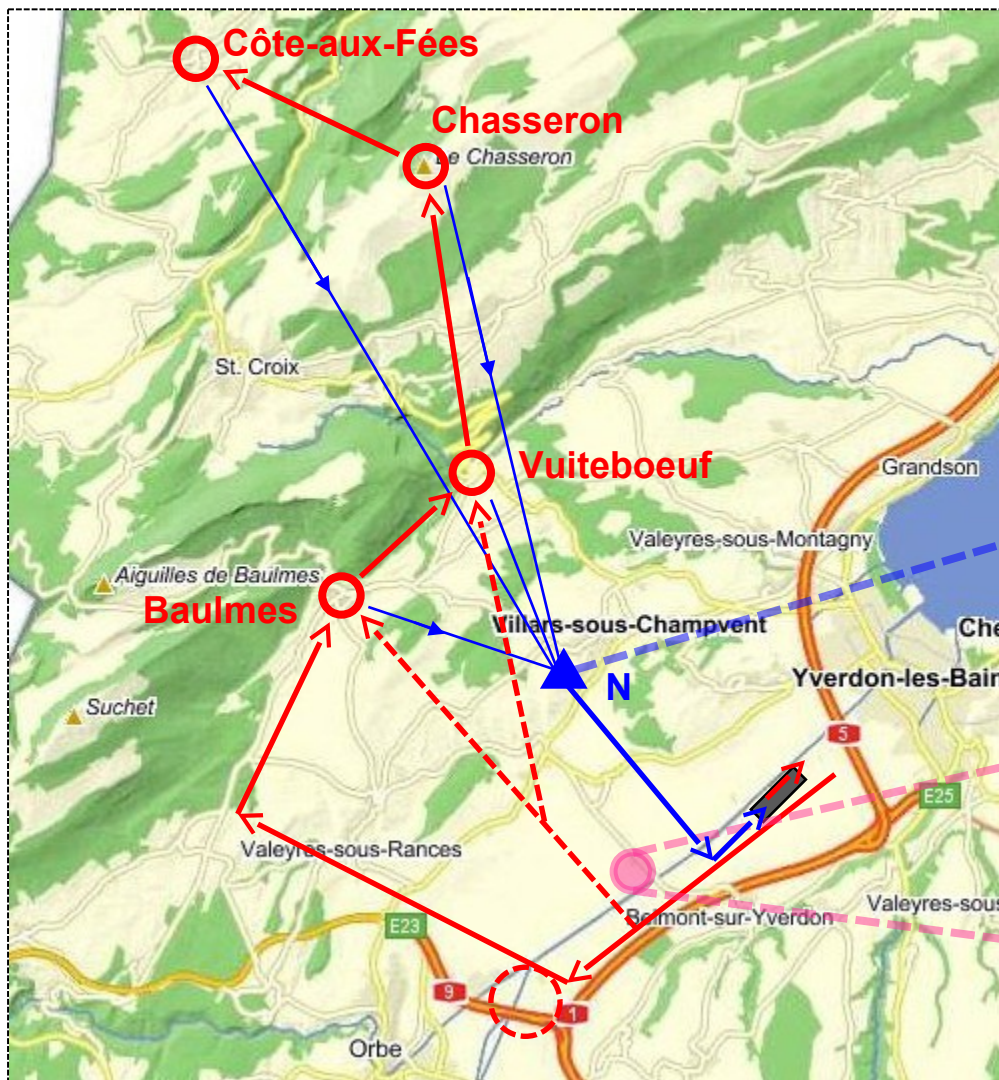 Côte-aux-Fées
Chasseron
Le Chasseron
St. Croix
Vuiteboeuf
Grandson
Valeyres-sous-Montagny
Aiguilles de Baulmes
Baulmes
Villars-sous-Champvent
Che
Yverdon-les-Bain
N
Suchet
5
E25
Valeyres-sous-Rances
Valeyres-sous
Belmont-sur-Yverdon
E23
9
1
Orbe